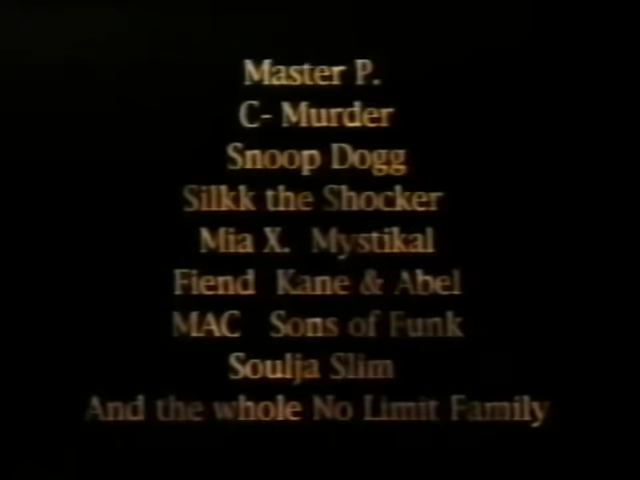 Master P.
C- Murder
Snoop Dogg
Silkk the Shocker
Mia X.  Mystikal
Fiend  Kane & Abel
MAC  Sons of Funk
Soulja Slim
And the whole No Limit Family